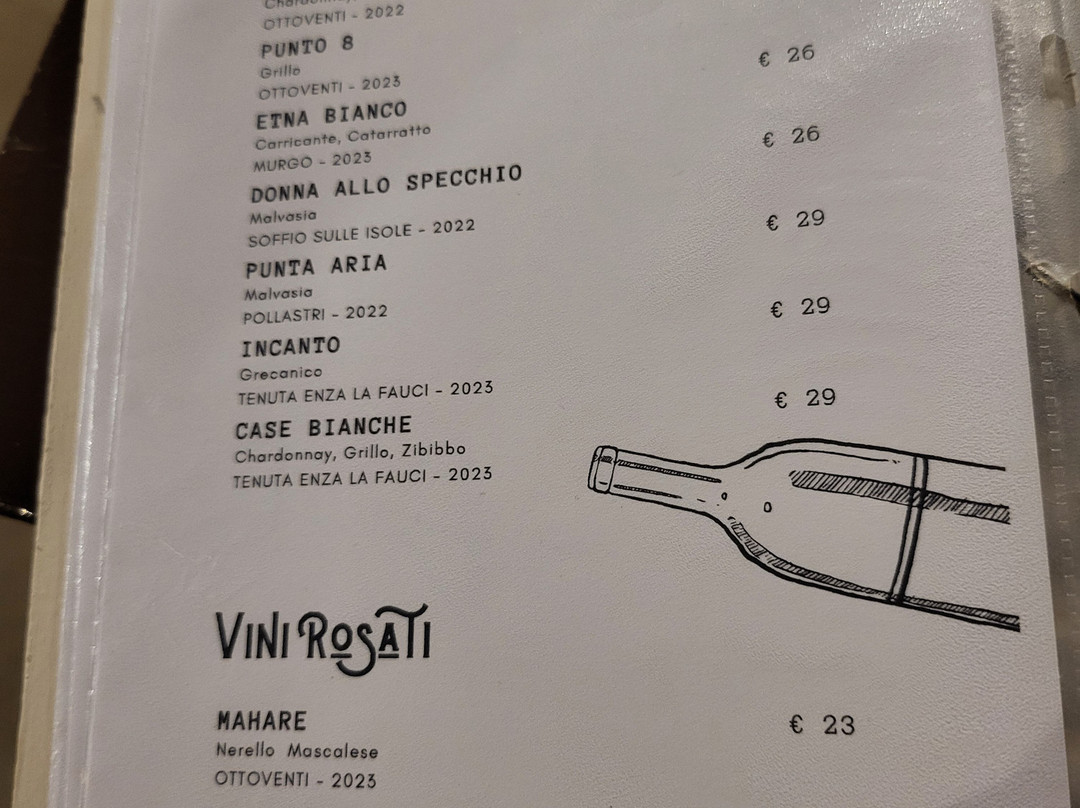 Chardonnay,
OTTOVENTI - 2022
PUNTO 8 € 26
Grillo
OTTOVENTI - 2023
ETNA BIANCO € 26
Carricante, Catarratto
MURGO - 2023
DONNA ALLO SPECCHIO € 29
Malvasia
SOFFIO SULLE ISOLE - 2022
PUNTA ARIA € 29
Malvasia
POLLASTRI - 2022
INCANTO € 29
Grecanico
TENUTA ENZA LA FAUCI - 2023
CASE BIANCHE
Chardonnay, Grillo, Zibibbo
TENUTA ENZA LA FAUCI - 2023
VINI ROSATI
MAHARE € 23
Nerello Mascalese
OTTOVENTI - 2023